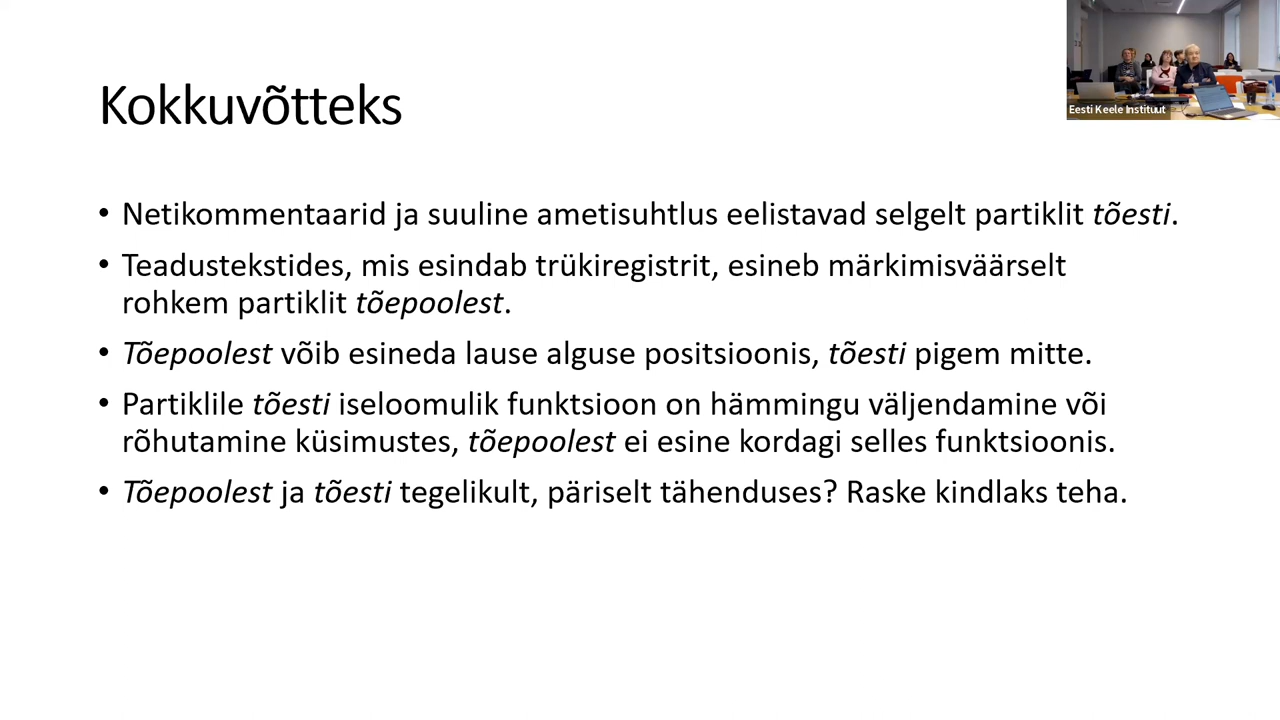 Kokkuvõtteks
Eesti Keele Instituut
• Netikommentaarid ja suuline ametisuhtlus eelistavad selgelt partiklit tõesti.
• Teadustekstides, mis esindab trükiregistrit, esineb märkimisväärselt
rohkem partiklit tõepoolest.
• Tõepoolest võib esineda lause alguse positsioonis, tõesti pigem mitte.
• Partiklile tõesti iseloomulik funktsioon on hämmingu väljendamine või
rõhutamine küsimustes, tõepoolest ei esine kordagi selles funktsioonis.
• Tõepoolest ja tõesti tegelikult, päriselt tähenduses? Raske kindlaks teha.